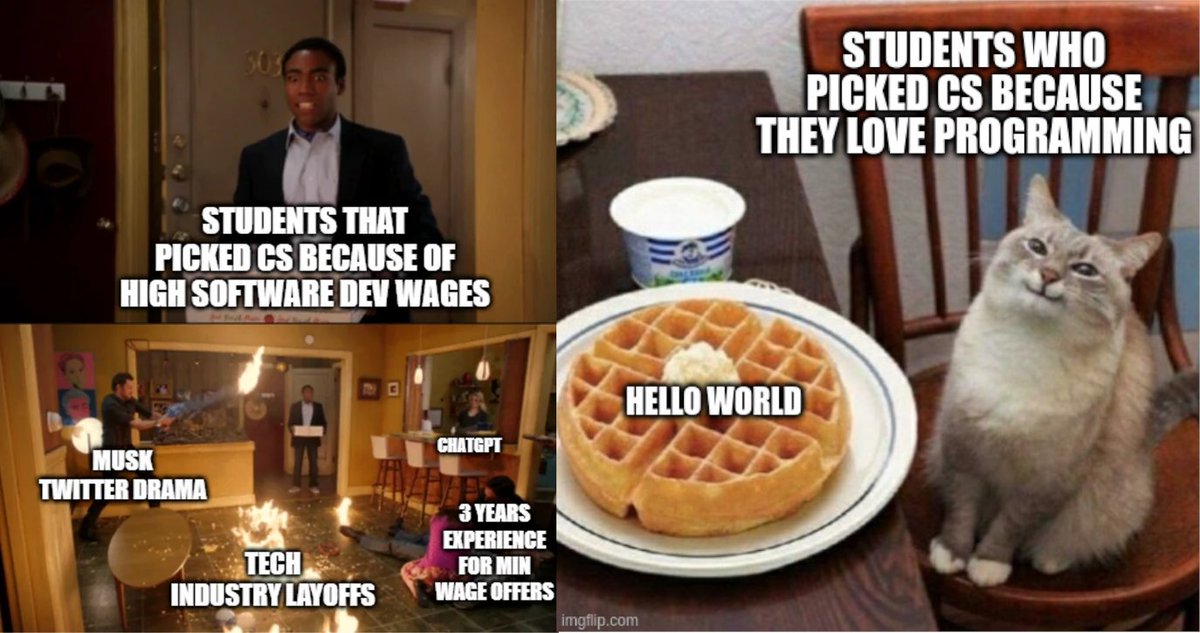 303
STUDENTS THAT
PICKED CS BECAUSE OF
HIGH SOFTWARE DEV WAGES
MUSK
TWITTER DRAMA
CHATGPT
TECH
INDUSTRY LAYOFFS
3 YEARS
EXPERIENCE
FOR MIN
WAGE OFFERS
STUDENTS WHO
PICKED CS BECAUSE
THEY LOVE PROGRAMMING
HELLO WORLD
imgflip.com